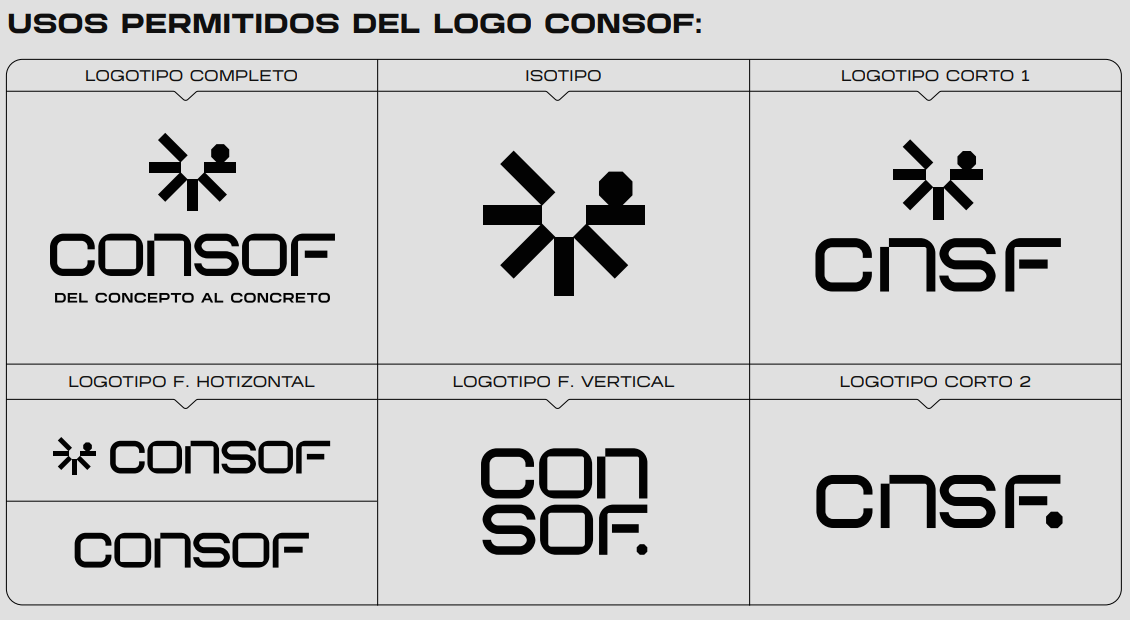 USOS PERMITIDOS DEL LOGO CONSOF:
LOGOTIPO COMPLETO
CONSOF
DEL CONCEPTO AL CONCRETO
ISOTIPO
LOGOTIPO CORTO 1
CNSF
LOGOTIPO F. HOTIZONTAL
CONSOF
CONSOF
LOGOTIPO F. VERTICAL
CON
SOF.
LOGOTIPO CORTO 2
CNSF.